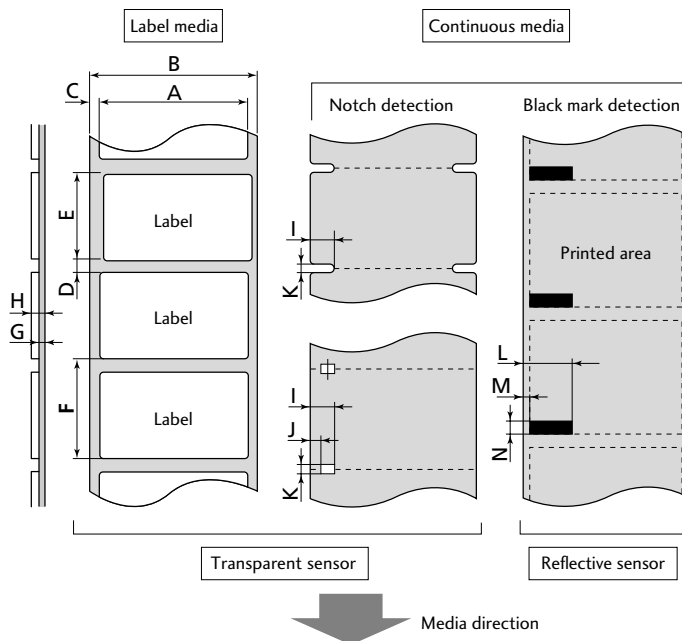 Label media
Continuous media
B
C
A
Notch detection
Black mark detection
E
Label
I
K
Printed area
D
H
G
Label
L
M
F
Label
I
J
K
N
Transparent sensor
Reflective sensor
Media direction